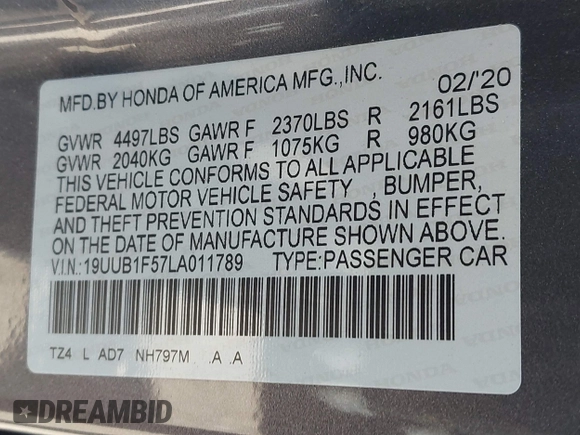 MFD.BY HONDA OF AMERICA MFG.,INC. 02/'20
GVWR 4497LBS GAWR F 2370LBS R 2161LBS
GVWR 2040KG GAWR F 1075KG R 980KG
THIS VEHICLE CONFORMS TO ALL APPLICABLE
FEDERAL MOTOR VEHICLE SAFETY , BUMPER,
AND THEFT PREVENTION STANDARDS IN EFFECT
ON THE DATE OF MANUFACTURE SHOWN ABOVE.
V.I.N.:19UUB1F57LA011789 TYPE:PASSENGER CAR
TZ4 L AD7 NH797M .A .A
DREAMBID